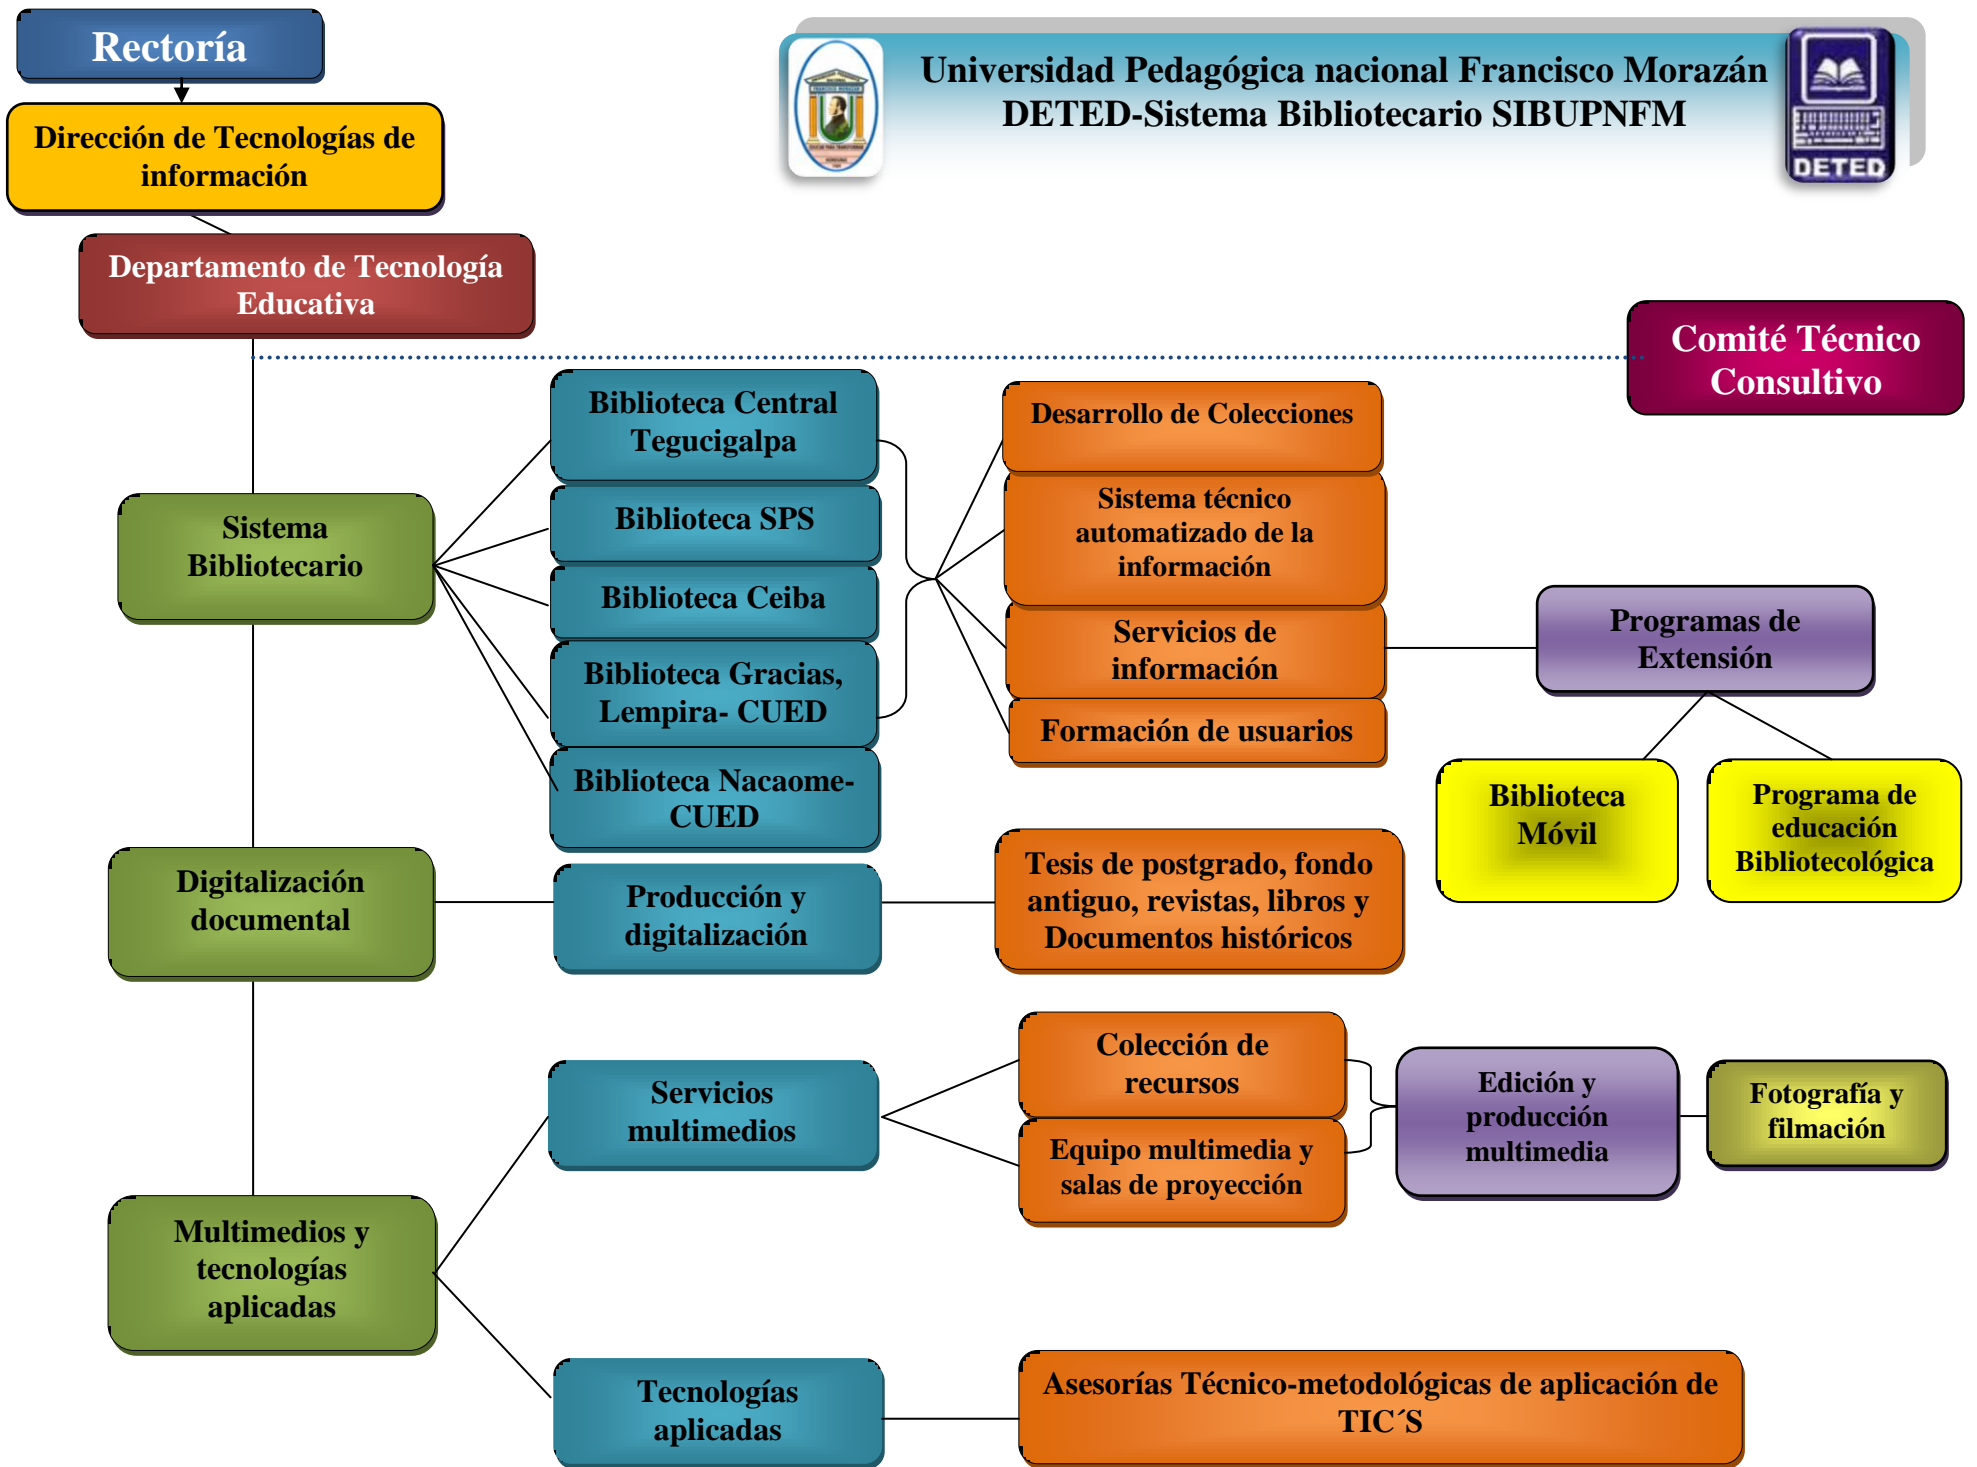 Rectoría
Universidad Pedagógica nacional Francisco Morazán
DETED-Sistema Bibliotecario SIBUPNFM
DETED
Dirección de Tecnologías de
información
Departamento de Tecnología
Educativa
Comité Técnico
Consultivo
Sistema
Bibliotecario
Biblioteca Central
Tegucigalpa
Biblioteca SPS
Biblioteca Ceiba
Biblioteca Gracias,
Lempira- CUED
Biblioteca Nacaome-
CUED
Desarrollo de Colecciones
Sistema técnico
automatizado de la
información
Servicios de
información
Formación de usuarios
Programas de
Extensión
Biblioteca
Móvil
Programa de
educación
Bibliotecológica
Digitalización
documental
Producción y
digitalización
Tesis de postgrado, fondo
antiguo, revistas, libros y
Documentos históricos
Multimedios y
tecnologías
aplicadas
Servicios
multimedios
Colección de
recursos
Equipo multimedia y
salas de proyección
Edición y
producción
multimedia
Fotografía y
filmación
Tecnologías
aplicadas
Asesorías Técnico-metodológicas de aplicación de
TIC´S